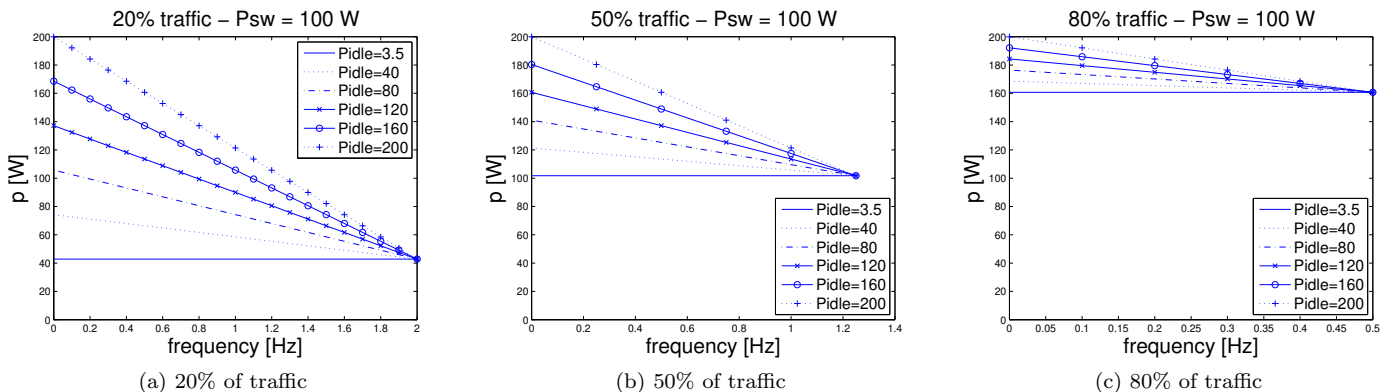 20% traffic − Psw = 100 W
200
180
160
140
120
100
80
60
40
20
0
p [W]
0
0.2
0.4
0.6
0.8
1
1.2
1.4
1.6
1.8
2
frequency [Hz]
Pidle=3.5
Pidle=40
Pidle=80
Pidle=120
Pidle=160
Pidle=200
(a) 20% of traffic
50% traffic − Psw = 100 W
200
180
160
140
120
100
80
60
40
20
0
p [W]
0
0.2
0.4
0.6
0.8
1
1.2
1.4
frequency [Hz]
Pidle=3.5
Pidle=40
Pidle=80
Pidle=120
Pidle=160
Pidle=200
(b) 50% of traffic
80% traffic − Psw = 100 W
200
180
160
140
120
100
80
60
40
20
0
p [W]
0
0.05
0.1
0.15
0.2
0.25
0.3
0.35
0.4
0.45
0.5
frequency [Hz]
Pidle=3.5
Pidle=40
Pidle=80
Pidle=120
Pidle=160
Pidle=200
(c) 80% of traffic